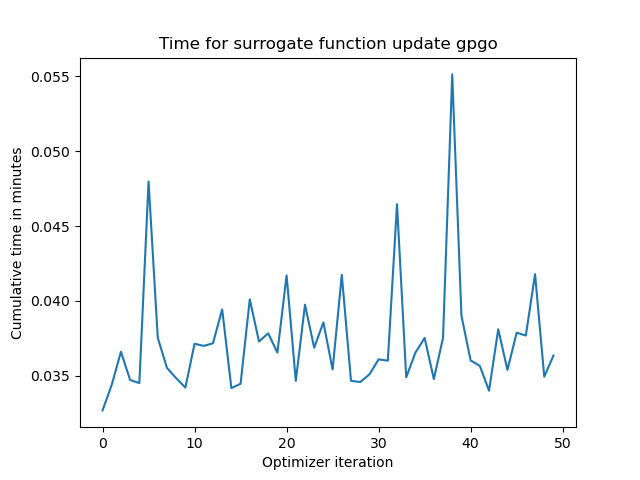 Time for surrogate function update gpgo
Cumulative time in minutes
0.055
0.050
0.045
0.040
0.035
0 10 20 30 40 50
Optimizer iteration